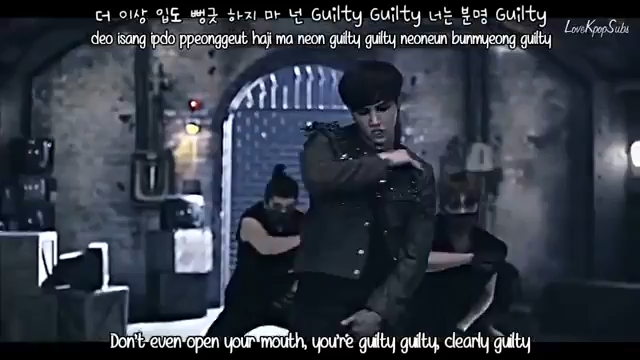 더 이상 입도 뻥긋 하지 마 넌 Guilty Guilty 너는 분명 Guilty
deo isang ipdo ppeonggeut haji ma neon guilty guilty neoneun bunmyeong guilty
LoveKpopSubs
Don't even open your mouth, you're guilty guilty, clearly guilty